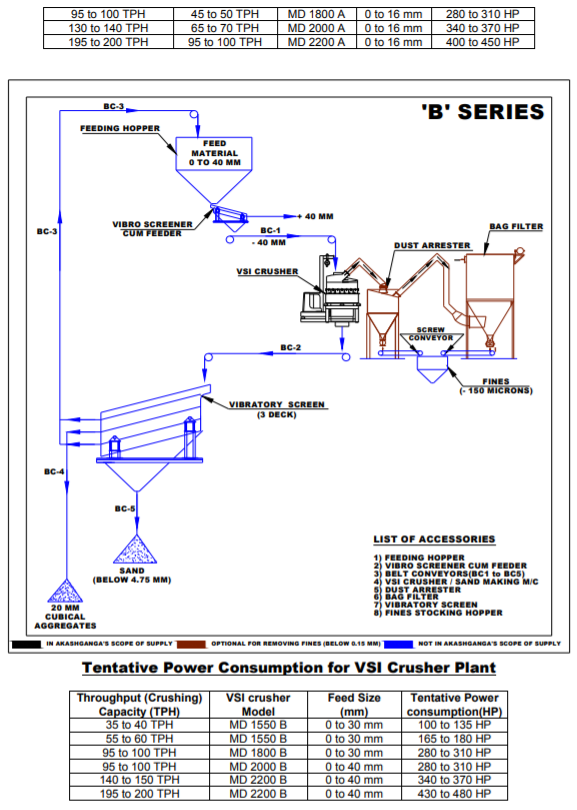 95 to 100 TPH 45 to 50 TPH MD 1800 A 0 to 16 mm 280 to 310 HP
130 to 140 TPH 65 to 70 TPH MD 2000 A 0 to 16 mm 340 to 370 HP
195 to 200 TPH 95 to 100 TPH MD 2200 A 0 to 16 mm 400 to 450 HP
'B' SERIES
BC-3
FEEDING HOPPER
FEED
MATERIAL
0 TO 40 MM
+ 40 MM
VIBRO SCREENER
CUM FEEDER
BC-3
BC-1
- 40 MM
BAG FILTER
DUST ARRESTER
VSI CRUSHER
SCREW
CONVEYOR
BC-2
FINES
(- 150 MICRONS)
VIBRATORY SCREEN
(3 DECK)
BC-4
BC-5
SAND
(BELOW 4.75 MM)
20 MM
CUBICAL
AGGREGATES
LIST OF ACCESSORIES
1) FEEDING HOPPER
2) VIBRO SCREENER CUM FEEDER
3) BELT CONVEYORS(BC1 to BC5)
4) VSI CRUSHER / SAND MAKING M/C
5) DUST ARRESTER
6) BAG FILTER
7) VIBRATORY SCREEN
8) FINES STOCKING HOPPER
IN AKASHGANGA'S SCOPE OF SUPPLY OPTIONAL FOR REMOVING FINES (BELOW 0.15 MM) NOT IN AKASHGANGA'S SCOPE OF SUPPLY
Tentative Power Consumption for VSI Crusher Plant
Throughput (Crushing) VSI crusher Feed Size Tentative Power
Capacity (TPH) Model (mm) consumption(HP)
35 to 40 TPH MD 1550 B 0 to 30 mm 100 to 135 HP
55 to 60 TPH MD 1550 B 0 to 30 mm 165 to 180 HP
95 to 100 TPH MD 1800 B 0 to 30 mm 280 to 310 HP
95 to 100 TPH MD 2000 B 0 to 40 mm 280 to 310 HP
140 to 150 TPH MD 2200 B 0 to 40 mm 340 to 370 HP
195 to 200 TPH MD 2200 B 0 to 40 mm 430 to 480 HP